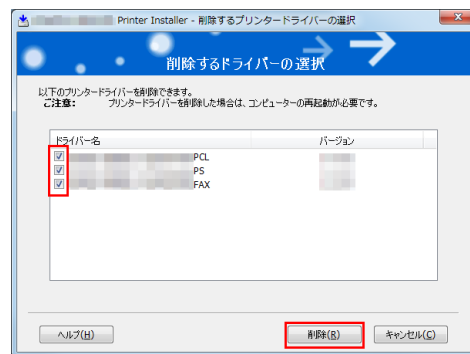 Printer Installer - 削除するプリンタードライバーの選択
削除するドライバーの選択
以下のプリンタードライバーを削除できます。
ご注意: プリンタードライバーを削除した場合は、コンピューターの再起動が必要です。
ドライバー名 バージョン
PCL
PS
FAX
ヘルプ(H) 削除(R) キャンセル(C)